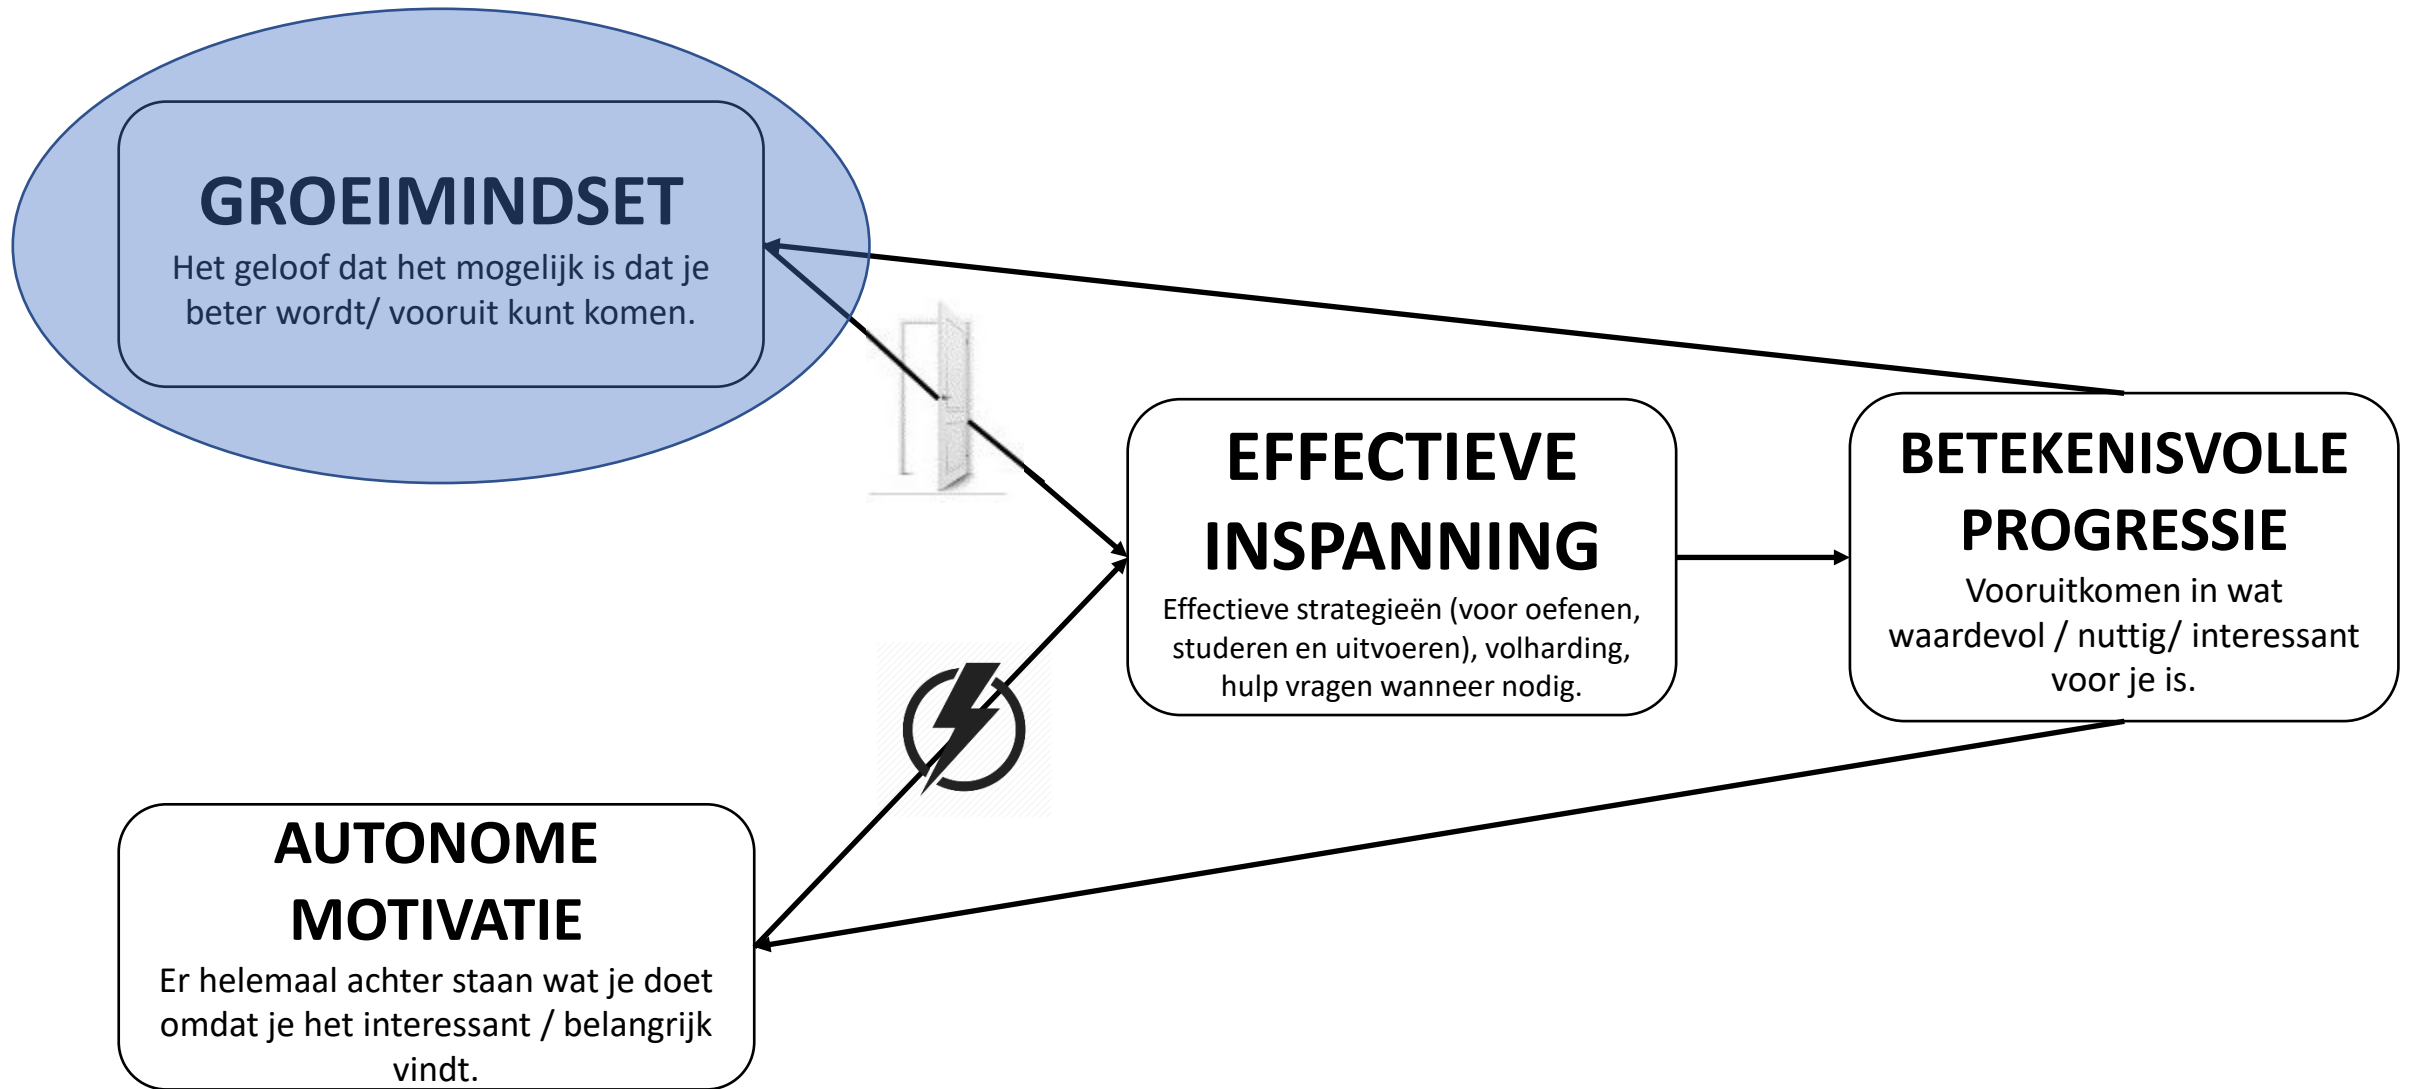 GROEIMINDSET
Het geloof dat het mogelijk is dat je
beter wordt/ vooruit kunt komen.
EFFECTIEVE
INSPANNING
Effectieve strategieën (voor oefenen,
studeren en uitvoeren), volharding,
hulp vragen wanneer nodig.
BETEKENISVOLLE
PROGRESSIE
Vooruitkomen in wat
waardevol / nuttig/ interessant
voor je is.
AUTONOME
MOTIVATIE
Er helemaal achter staan wat je doet
omdat je het interessant / belangrijk
vindt.